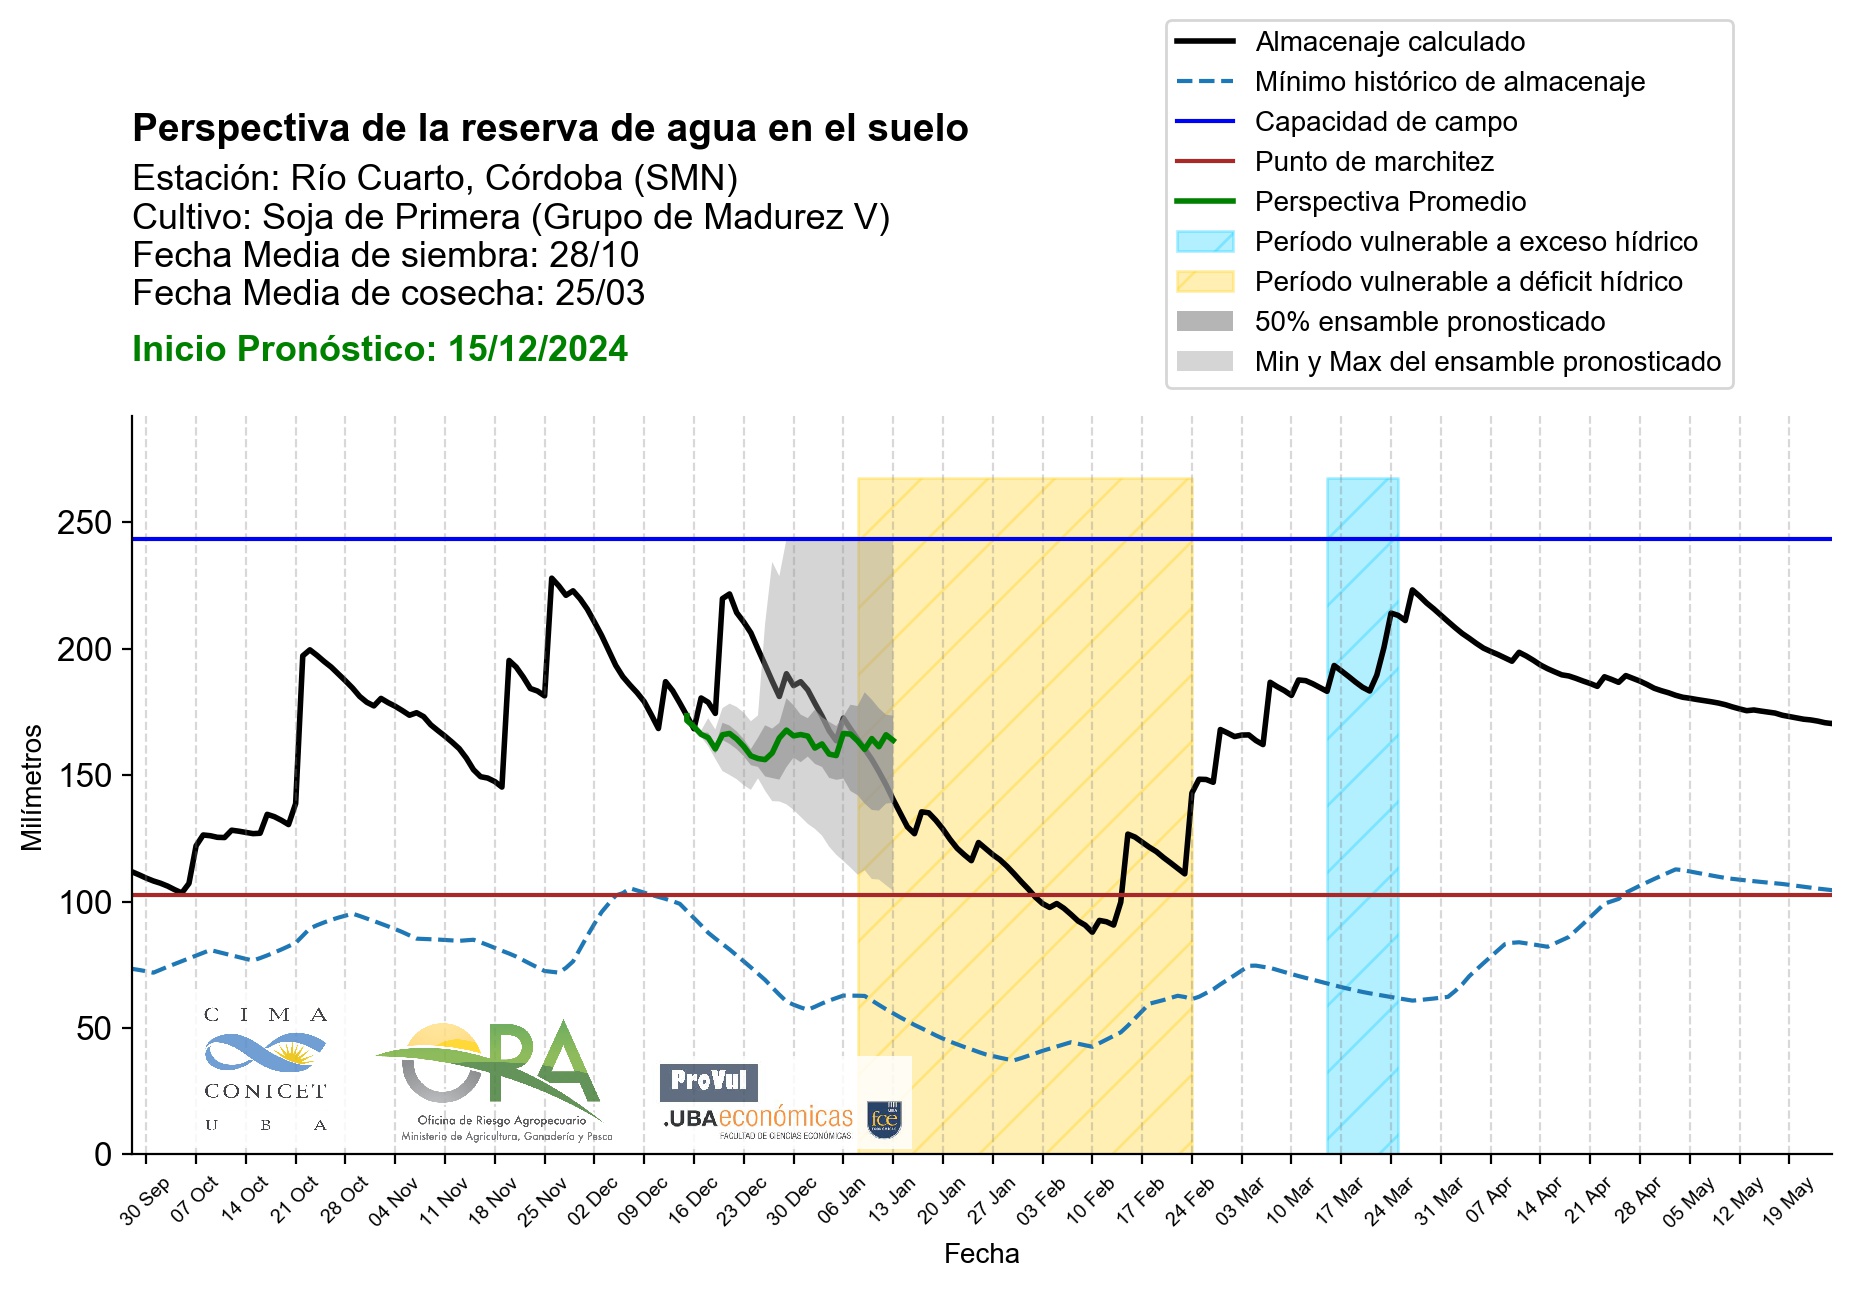 Almacenaje calculado
Mínimo histórico de almacenaje
Capacidad de campo
Punto de marchitez
Perspectiva Promedio
Período vulnerable a exceso hídrico
Período vulnerable a déficit hídrico
50% ensamble pronosticado
Min y Max del ensamble pronosticado
Perspectiva de la reserva de agua en el suelo
Estación: Río Cuarto, Córdoba (SMN)
Cultivo: Soja de Primera (Grupo de Madurez V)
Fecha Media de siembra: 28/10
Fecha Media de cosecha: 25/03
Inicio Pronóstico: 15/12/2024
Milímetros
250
200
150
100
50
0
C I M A
CONICET
U B A
ORA
Oficina de Riesgo Agropecuario
Ministerio de Agricultura, Ganadería y Pesca
ProVul
.UBAeconómicas
FACULTAD DE CIENCIAS ECONÓMICAS
fce
30 Sep
07 Oct
14 Oct
21 Oct
28 Oct
04 Nov
11 Nov
18 Nov
25 Nov
02 Dec
09 Dec
16 Dec
23 Dec
30 Dec
06 Jan
13 Jan
20 Jan
27 Jan
03 Feb
10 Feb
17 Feb
24 Feb
03 Mar
10 Mar
17 Mar
24 Mar
31 Mar
07 Apr
14 Apr
21 Apr
28 Apr
05 May
12 May
19 May
Fecha